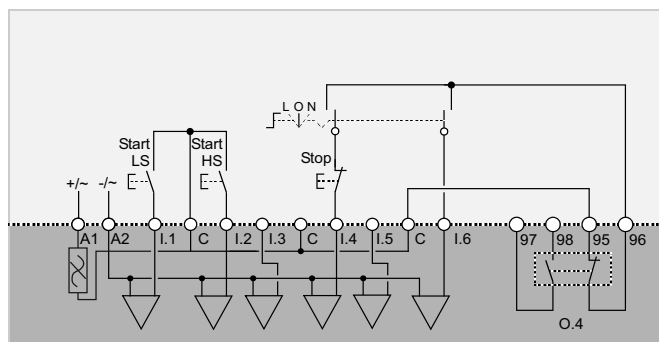 L O N
Start
LS
Start
HS
Stop
+/~
-/~
A1
A2
I.1
C
I.2
I.3
C
I.4
I.5
C
I.6
97
98
95
96
O.4